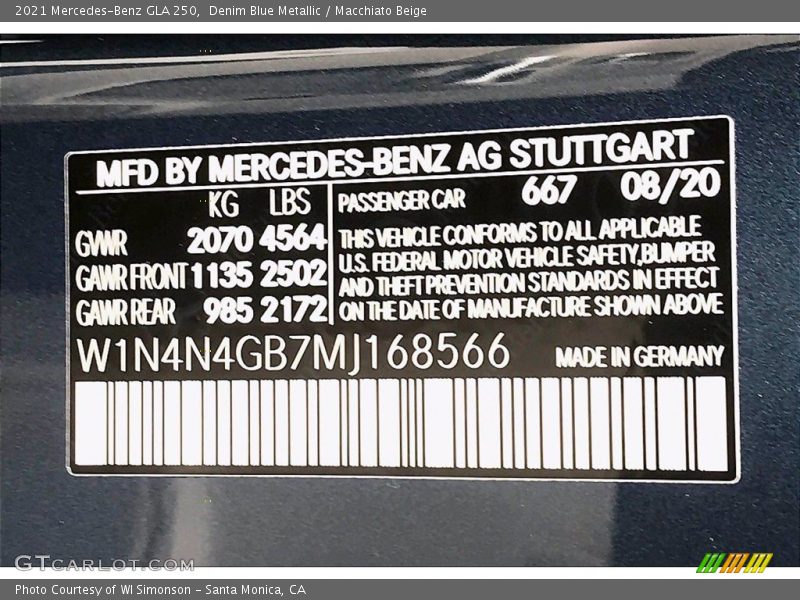 2021 Mercedes-Benz GLA 250,  Denim Blue Metallic / Macchiato Beige
MFD BY MERCEDES-BENZ AG STUTTGART
KG LBS
GVWR 2070 4564
GAWR FRONT 1135 2502
GAWR REAR 985 2172
PASSENGER CAR 667 08/20
THIS VEHICLE CONFORMS TO ALL APPLICABLE
U.S. FEDERAL MOTOR VEHICLE SAFETY,BUMPER
AND THEFT PREVENTION STANDARDS IN EFFECT
ON THE DATE OF MANUFACTURE SHOWN ABOVE
W1N4N4GB7MJ168566 MADE IN GERMANY
GTCARLOT.COM
Photo Courtesy of WI Simonson - Santa Monica, CA